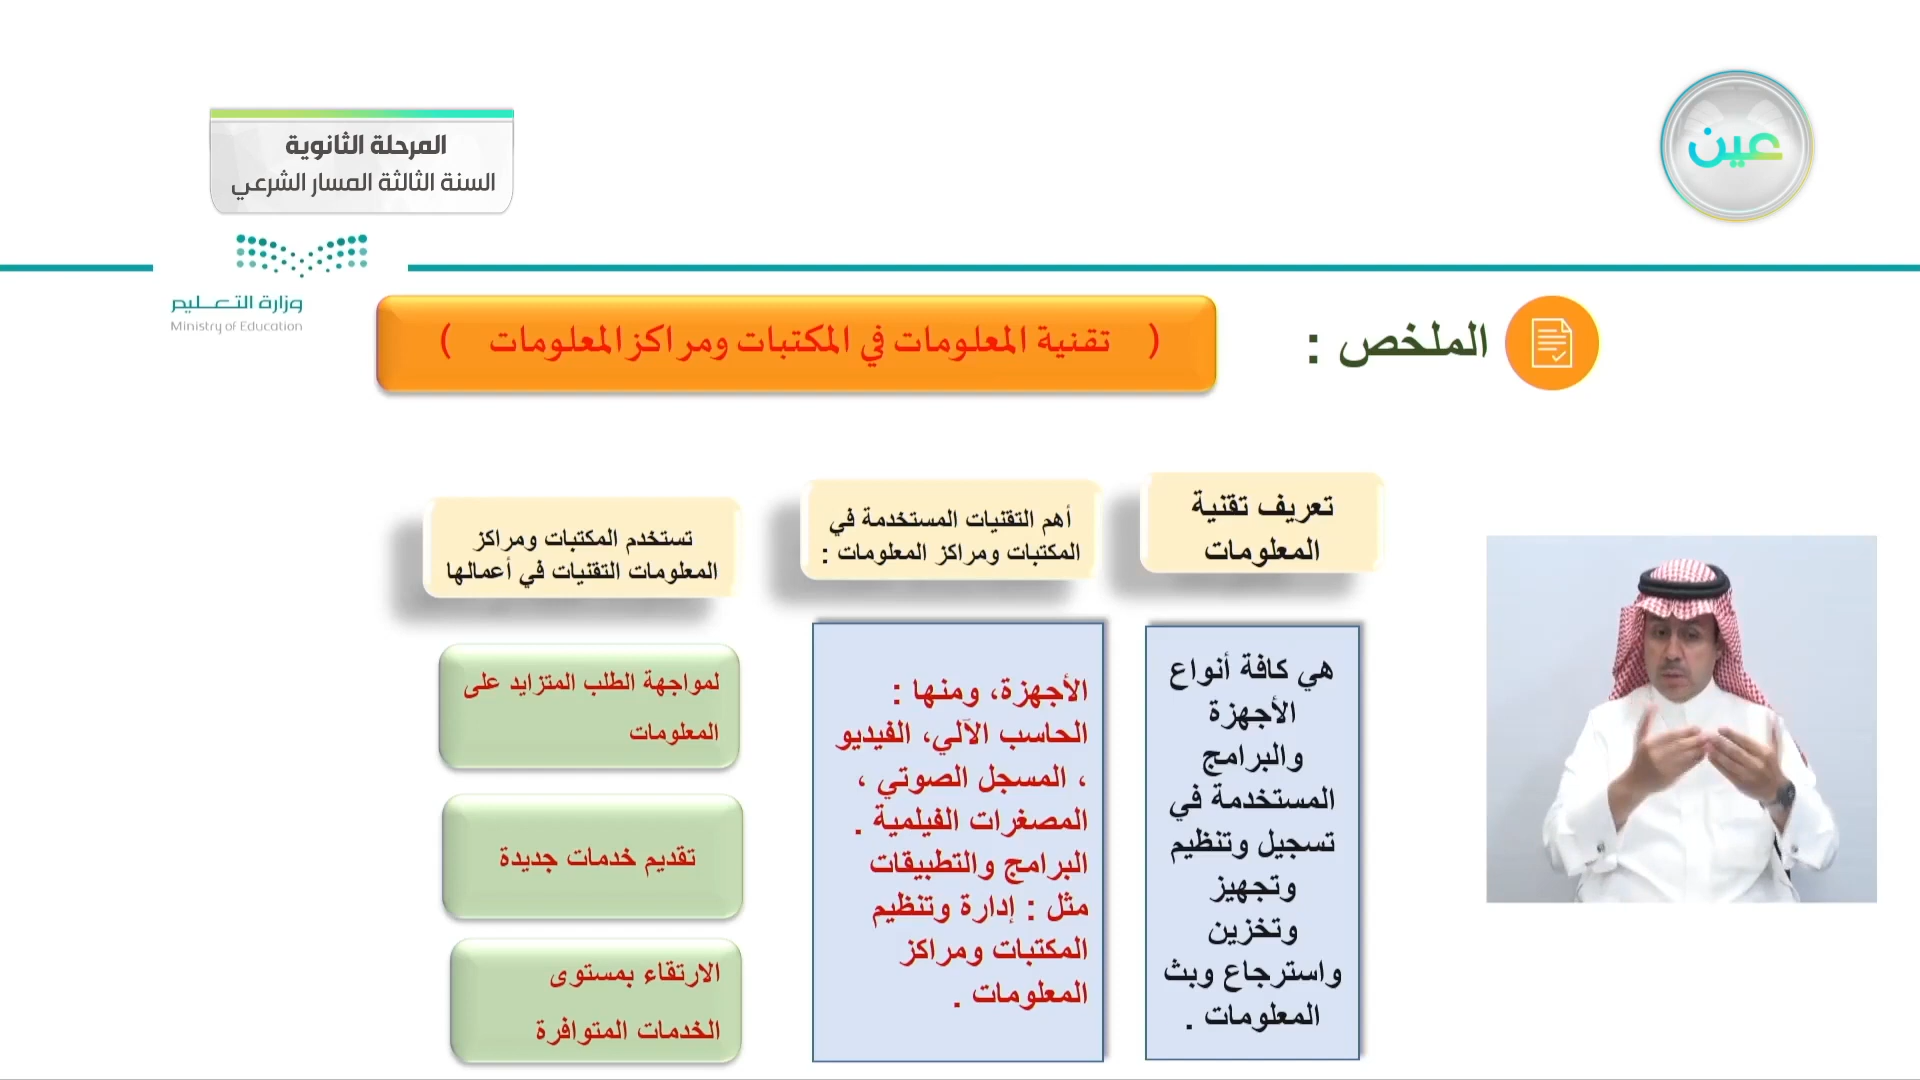 عين
المرحلة الثانوية
السنة الثالثة المسار الشرعي
وزارة التعليم
Ministry of Education
الملخص :
( تقنية المعلومات في المكتبات ومراكز المعلومات )
تعريف تقنية
المعلومات
هي كافة أنواع
الأجهزة
والبرامج
المستخدمة في
تسجيل وتنظيم
وتجهيز
وتخزين
واسترجاع وبث
المعلومات .
أهم التقنيات المستخدمة في
المكتبات ومراكز المعلومات :
الأجهزة، ومنها :
الحاسب الآلي، الفيديو
، المسجل الصوتي ،
المصغرات الفيلمية .
البرامج والتطبيقات
مثل : إدارة وتنظيم
المكتبات ومراكز
المعلومات .
تستخدم المكتبات ومراكز
المعلومات التقنيات في أعمالها
لمواجهة الطلب المتزايد على
المعلومات
تقديم خدمات جديدة
الارتقاء بمستوى
الخدمات المتوافرة